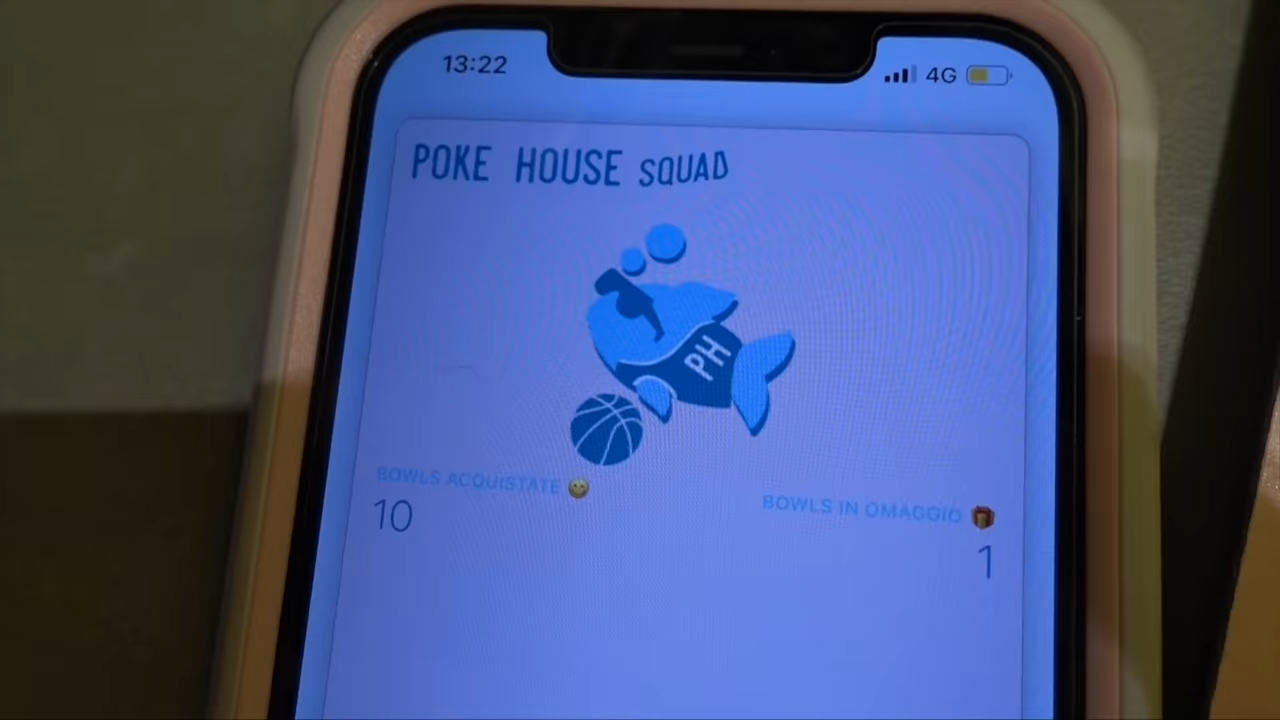 13:22
4G
POKE HOUSE SQUAD
PH
BOWLS ACQUISTATE 😀
10
BOWLS IN OMAGGIO 🎁
1